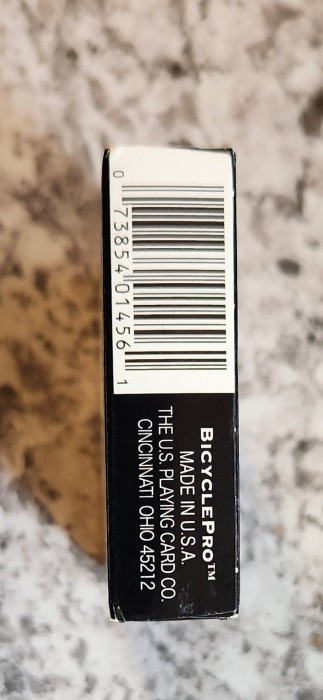 0 73854 01456 1
BICYCLEPRO™
MADE IN U.S.A.
THE U.S. PLAYING CARD CO.
CINCINNATI OHIO 45212